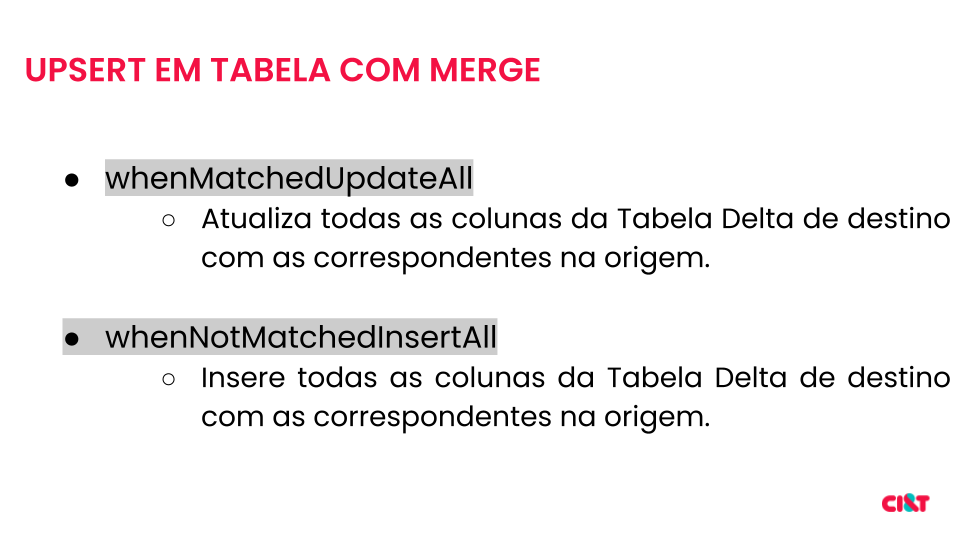 UPSERT EM TABELA COM MERGE
● whenMatchedUpdateAll
○ Atualiza todas as colunas da Tabela Delta de destino
com as correspondentes na origem.
● whenNotMatchedInsertAll
○ Insere todas as colunas da Tabela Delta de destino
com as correspondentes na origem.
CI&T